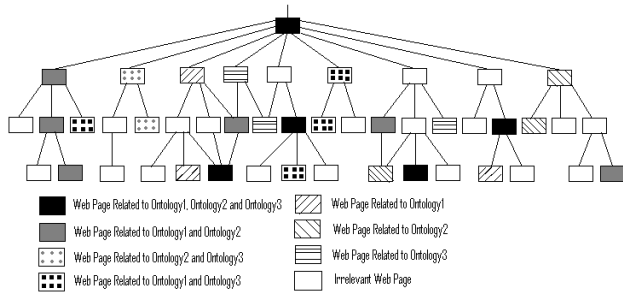 Web Page Related to Ontology1, Ontology2 and Ontology3
Web Page Related to Ontology1
Web Page Related to Ontology1 and Ontology2
Web Page Related to Ontology2
Web Page Related to Ontology2 and Ontology3
Web Page Related to Ontology3
Web Page Related to Ontology1 and Ontology3
Irrelevant Web Page